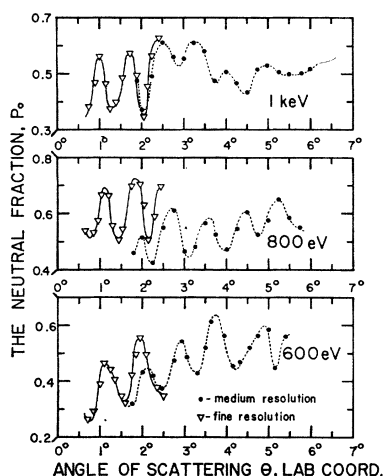 THE NEUTRAL FRACTION, P₀
0.7
0.5
0.3
1 keV
0° 1° 2° 3° 4° 5° 6° 7°
0.8
0.6
0.4
800 eV
0° 1° 2° 3° 4° 5° 6° 7°
0.6
0.4
0.2
600 eV
• - medium resolution
▽ - fine resolution
0° 1° 2° 3° 4° 5° 6° 7°
ANGLE OF SCATTERING θ, LAB COORD.